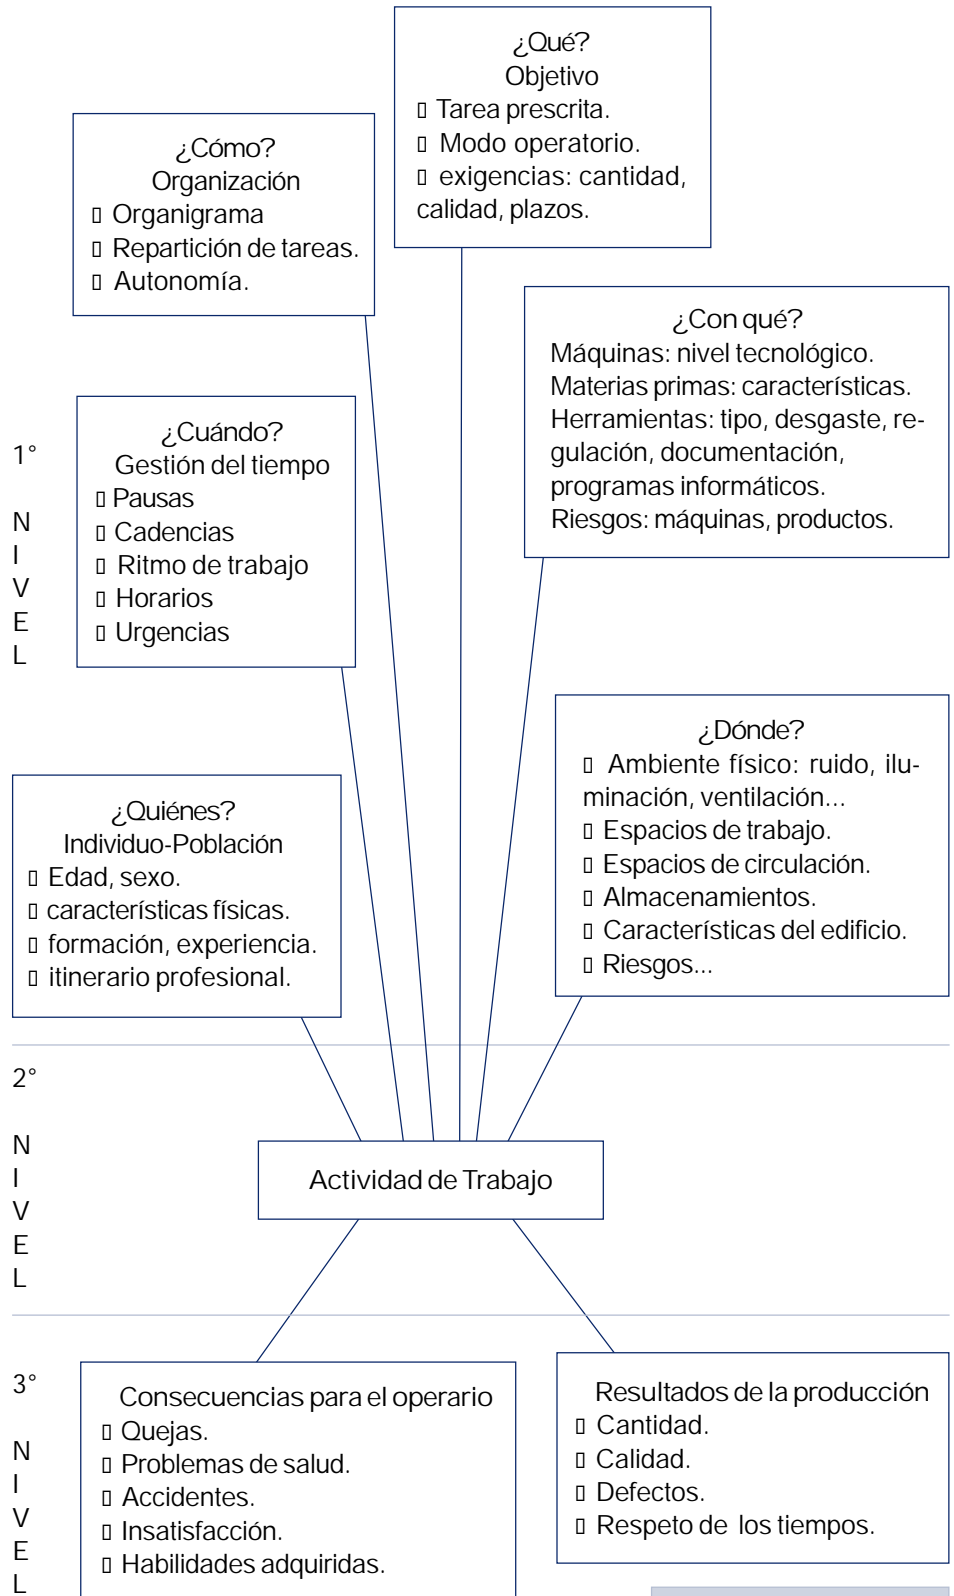 ¿Qué?
Objetivo
▯ Tarea prescrita.
▯ Modo operatorio.
▯ exigencias: cantidad,
calidad, plazos.
¿Cómo?
Organización
▯ Organigrama
▯ Repartición de tareas.
▯ Autonomía.
¿Con qué?
Máquinas: nivel tecnológico.
Materias primas: características.
Herramientas: tipo, desgaste, re-
gulación, documentación,
programas informáticos.
Riesgos: máquinas, productos.
1°
N
I
V
E
L
¿Cuándo?
Gestión del tiempo
▯ Pausas
▯ Cadencias
▯ Ritmo de trabajo
▯ Horarios
▯ Urgencias
¿Dónde?
▯ Ambiente físico: ruido, ilu-
minación, ventilación...
▯ Espacios de trabajo.
▯ Espacios de circulación.
▯ Almacenamientos.
▯ Características del edificio.
▯ Riesgos...
¿Quiénes?
Individuo-Población
▯ Edad, sexo.
▯ características físicas.
▯ formación, experiencia.
▯ itinerario profesional.
2°
N
I
V
E
L
Actividad de Trabajo
3°
N
I
V
E
L
Consecuencias para el operario
▯ Quejas.
▯ Problemas de salud.
▯ Accidentes.
▯ Insatisfacción.
▯ Habilidades adquiridas.
Resultados de la producción
▯ Cantidad.
▯ Calidad.
▯ Defectos.
▯ Respeto de los tiempos.